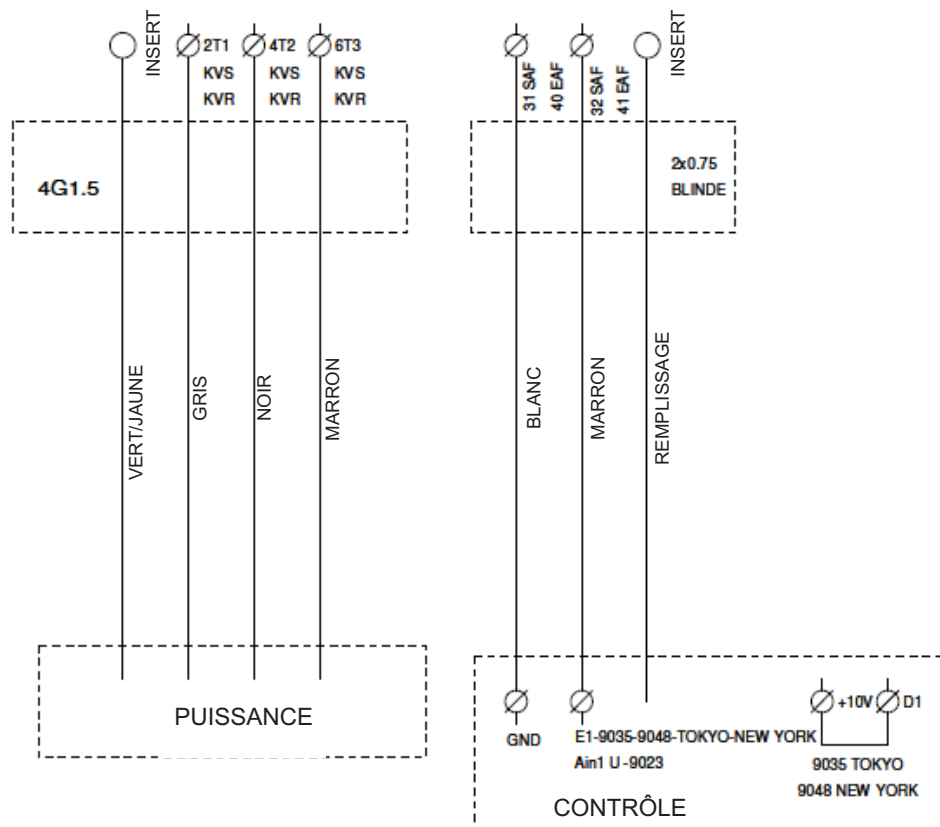 INSERT
2T1
KVS
KVR
4T2
KVS
KVR
6T3
KVS
KVR
4G1.5
VERT/JAUNE
GRIS
NOIR
MARRON
PUISSANCE
31 SAF
40 EAF
32 SAF
41 EAF
INSERT
2x0.75
BLINDE
BLANC
MARRON
REMPLISSAGE
GND
E1-9035-9048-TOKYO-NEW YORK
Ain1 U -9023
+10V
D1
9035 TOKYO
9048 NEW YORK
CONTRÔLE